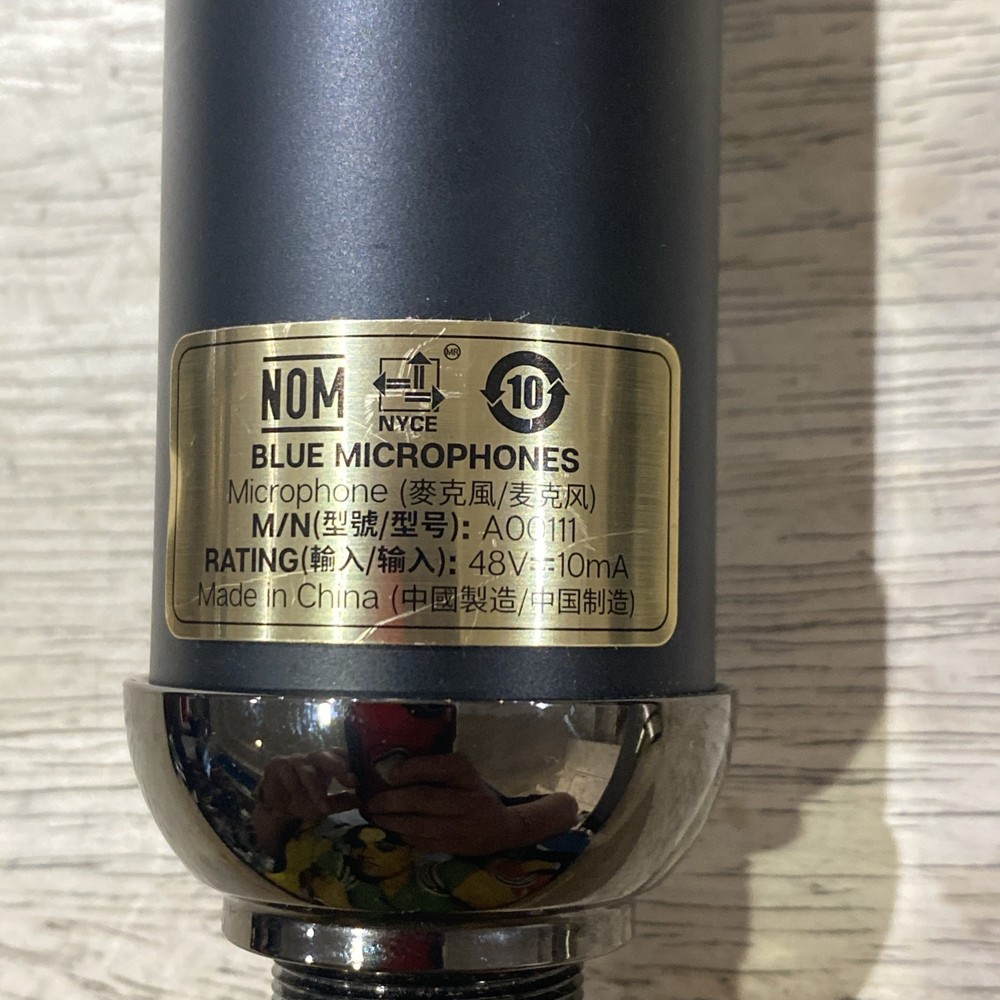 NOM NYCE MR 10
BLUE MICROPHONES
Microphone (麥克風/麦克风)
M/N(型號/型号): A00111
RATING(輸入/输入): 48V⎓10mA
Made in China (中國製造/中国制造)